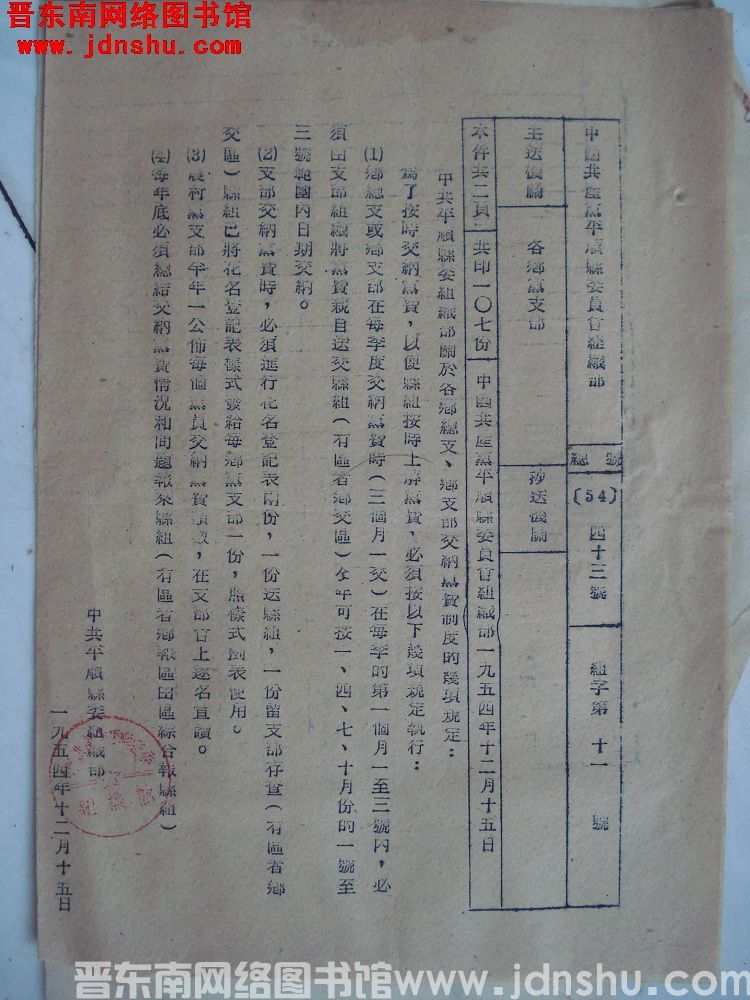 晋东南网络图书馆
www.jdnshu.com
中國共產黨平順縣委員會組織部
總號
(54) 四十三號
組字第 十一 號
主送機關
各鄉黨支部
抄送機關
本件共二頁
共印一〇七份
中國共產黨平順縣委員會組織部一九五四年十二月十五日
中共平順縣委組織部關於各鄉總支、鄉支部交納黨費制度的幾項規定：
爲了按時交納黨費，以便縣組按時上解黨費，必須按以下幾項規定執行：
(1)鄉總支或鄉支部在每季度交納黨費時(三個月一交)在每季的第一個月一至三號內，必
須由支部組織將黨費親自送交縣組(有區者鄉交區)全年可按一、四、七、十月份的一號至
三號範圍內日期交納。
(2)支部交納黨費時，必須進行花名登記表兩份，一份送縣組，一份留支部存查(有區者鄉
交區)縣組已將花名登記表樣式發給每鄉黨支部一份，照樣式劃表使用。
(3)農村黨支部每年一公佈每個黨員交納黨費價數，在支部會上逐名宣讀。
(4)每年底必須總結交納黨費情况和問題報來縣組(有區者鄉報區由區綜合報縣組)
中共平順縣委組織部
一九五四年十二月十五日
晋东南网络图书馆www.jdnshu.com